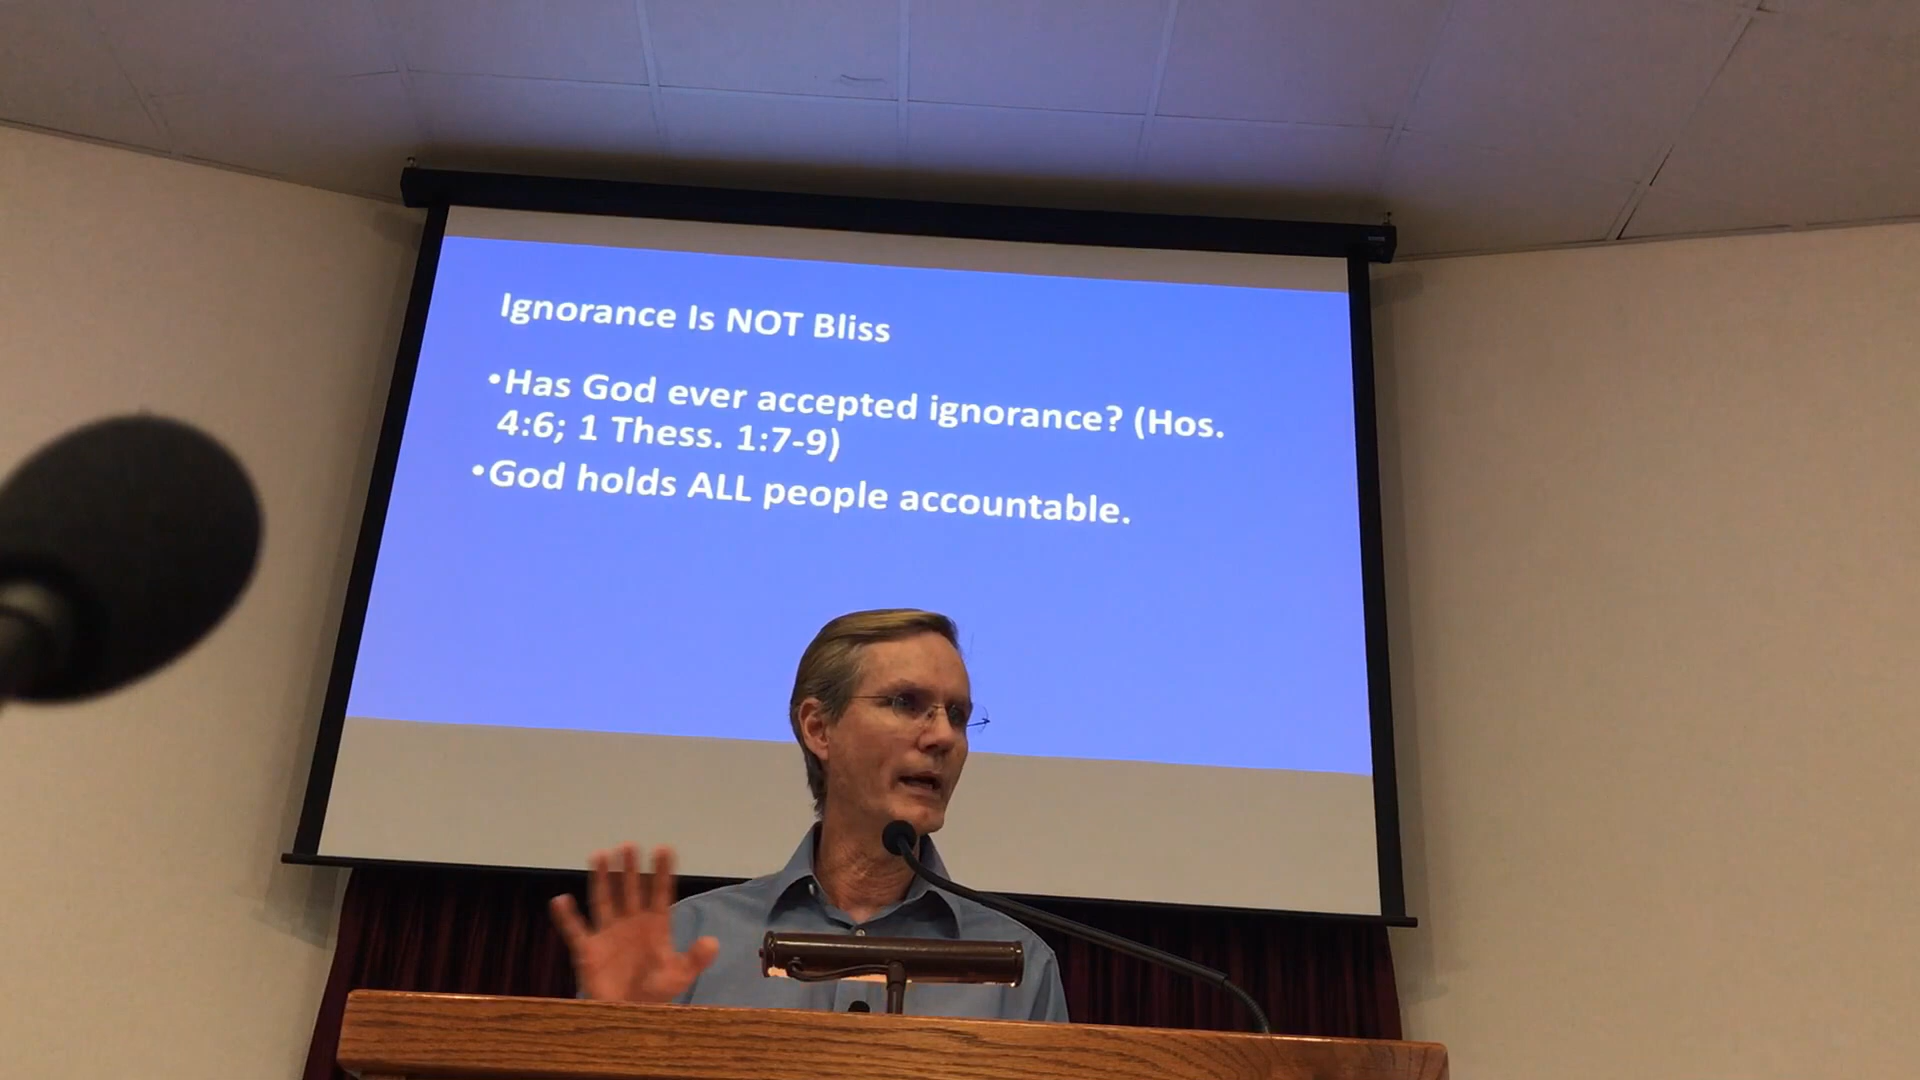 Ignorance Is NOT Bliss
•Has God ever accepted ignorance? (Hos.
4:6; 1 Thess. 1:7-9)
•God holds ALL people accountable.